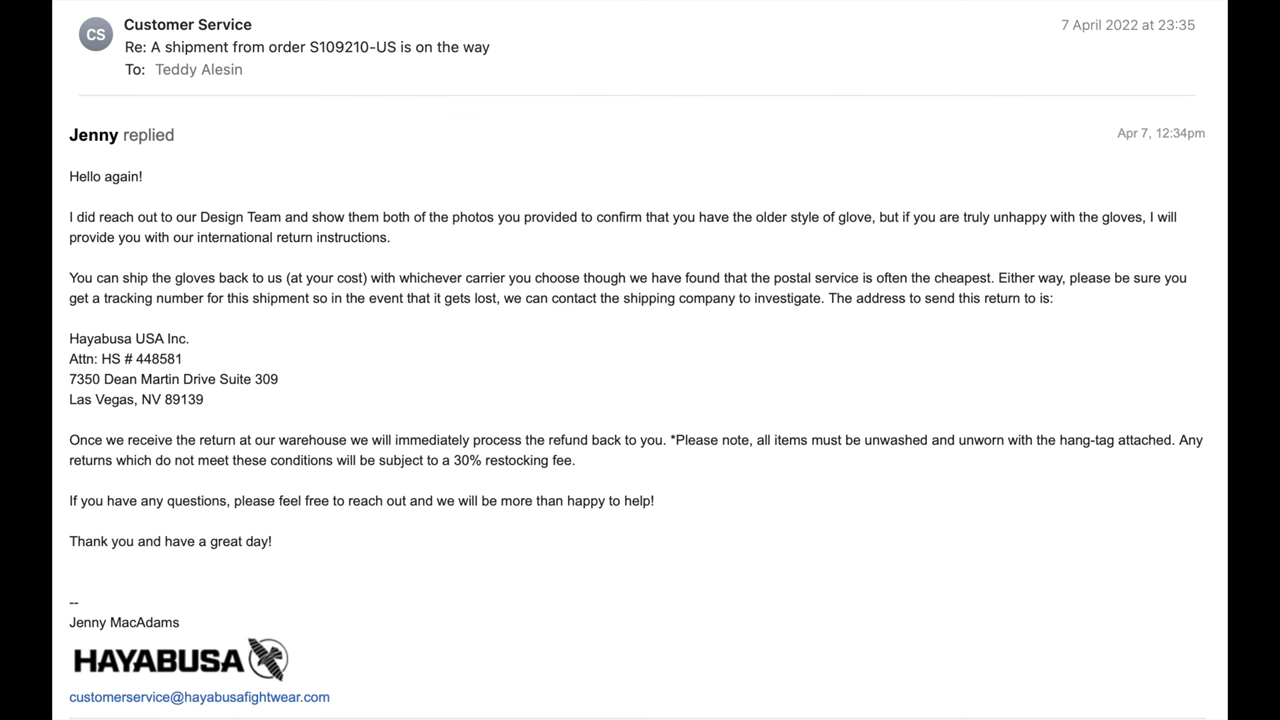 CS
Customer Service
7 April 2022 at 23:35
Re: A shipment from order S109210-US is on the way
To: Teddy Alesin
Jenny replied
Apr 7, 12:34pm
Hello again!
I did reach out to our Design Team and show them both of the photos you provided to confirm that you have the older style of glove, but if you are truly unhappy with the gloves, I will
provide you with our international return instructions.
You can ship the gloves back to us (at your cost) with whichever carrier you choose though we have found that the postal service is often the cheapest. Either way, please be sure you
get a tracking number for this shipment so in the event that it gets lost, we can contact the shipping company to investigate. The address to send this return to is:
Hayabusa USA Inc.
Attn: HS # 448581
7350 Dean Martin Drive Suite 309
Las Vegas, NV 89139
Once we receive the return at our warehouse we will immediately process the refund back to you. *Please note, all items must be unwashed and unworn with the hang-tag attached. Any
returns which do not meet these conditions will be subject to a 30% restocking fee.
If you have any questions, please feel free to reach out and we will be more than happy to help!
Thank you and have a great day!
--
Jenny MacAdams
HAYABUSA
customerservice@hayabusafightwear.com